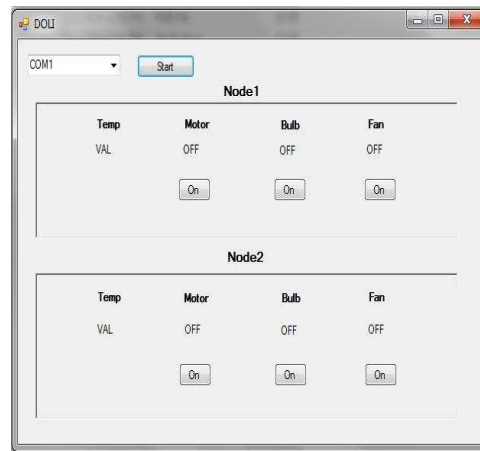 DOLI
COM1 Start
Node1
Temp Motor Bulb Fan
VAL OFF OFF OFF
On On On
Node2
Temp Motor Bulb Fan
VAL OFF OFF OFF
On On On